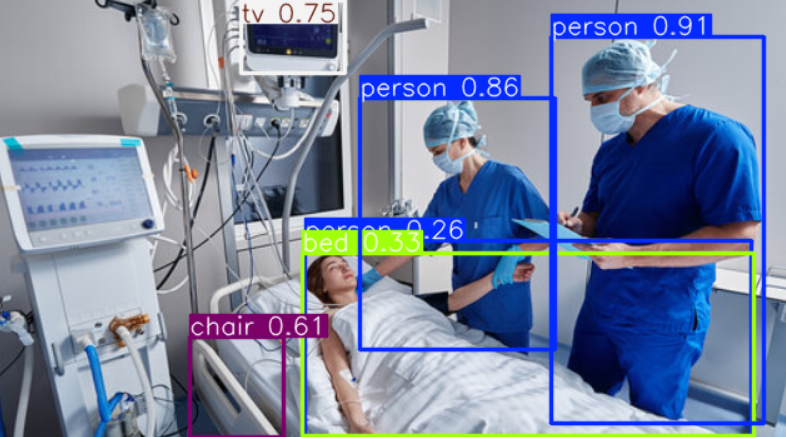 tv 0.75
person 0.91
person 0.86
person 0.26
bed 0.33
chair 0.61